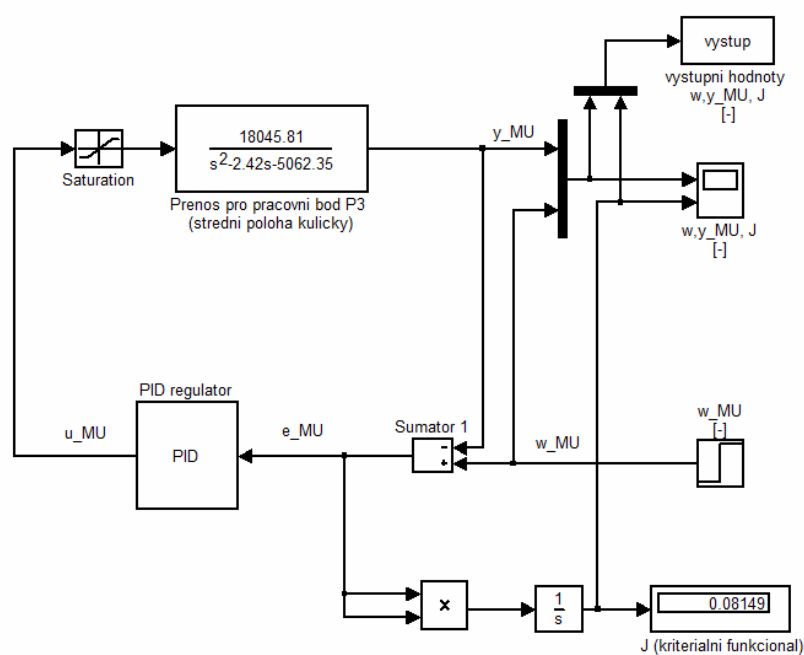 vystup
vystupni hodnoty
w,y_MU, J
[-]
18045.81
s²-2.42s-5062.35
y_MU
Saturation
Prenos pro pracovni bod P3
(stredni poloha kulicky)
w,y_MU, J
[-]
PID regulator
PID
u_MU
e_MU
Sumator 1
-
+
w_MU
w_MU
[-]
×
1
s
0.08149
J (kriterialni funkcional)